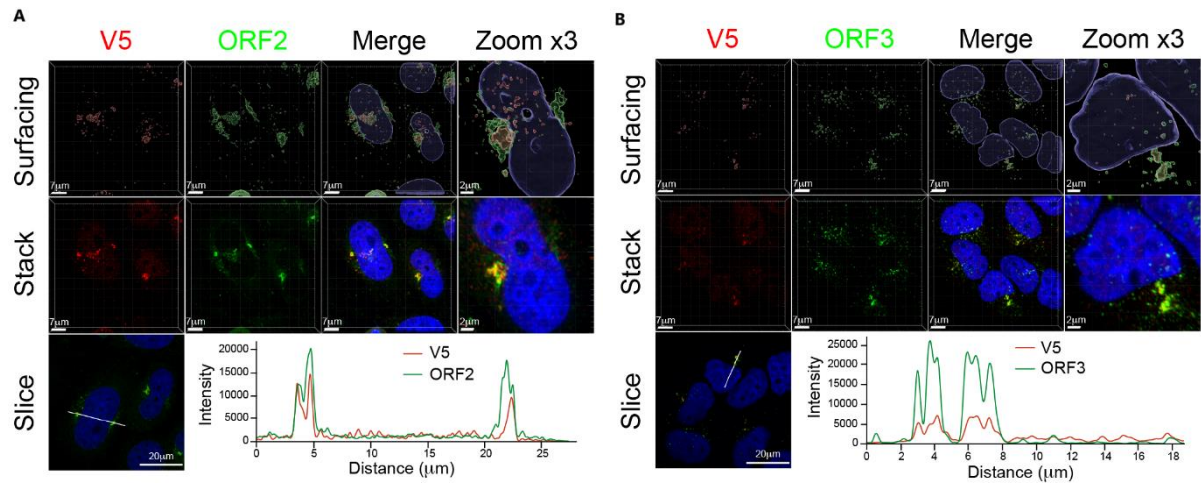 A
V5 ORF2 Merge Zoom x3
Surfacing
7μm 7μm 7μm 2μm
Stack
7μm 7μm 7μm 2μm
Slice
20μm
Intensity
20000
15000
10000
5000
0
V5
ORF2
0 5 10 15 20 25
Distance (μm)
B
V5 ORF3 Merge Zoom x3
Surfacing
7μm 7μm 7μm 2μm
Stack
7μm 7μm 7μm 2μm
Slice
20μm
Intensity
25000
20000
15000
10000
5000
0
V5
ORF3
0 2 4 6 8 10 12 14 16 18
Distance (μm)